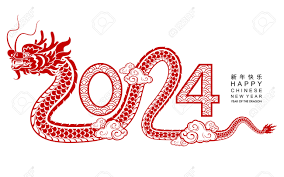 2024
新年快乐
HAPPY
CHINESE
NEW YEAR
YEAR OF THE DRAGON